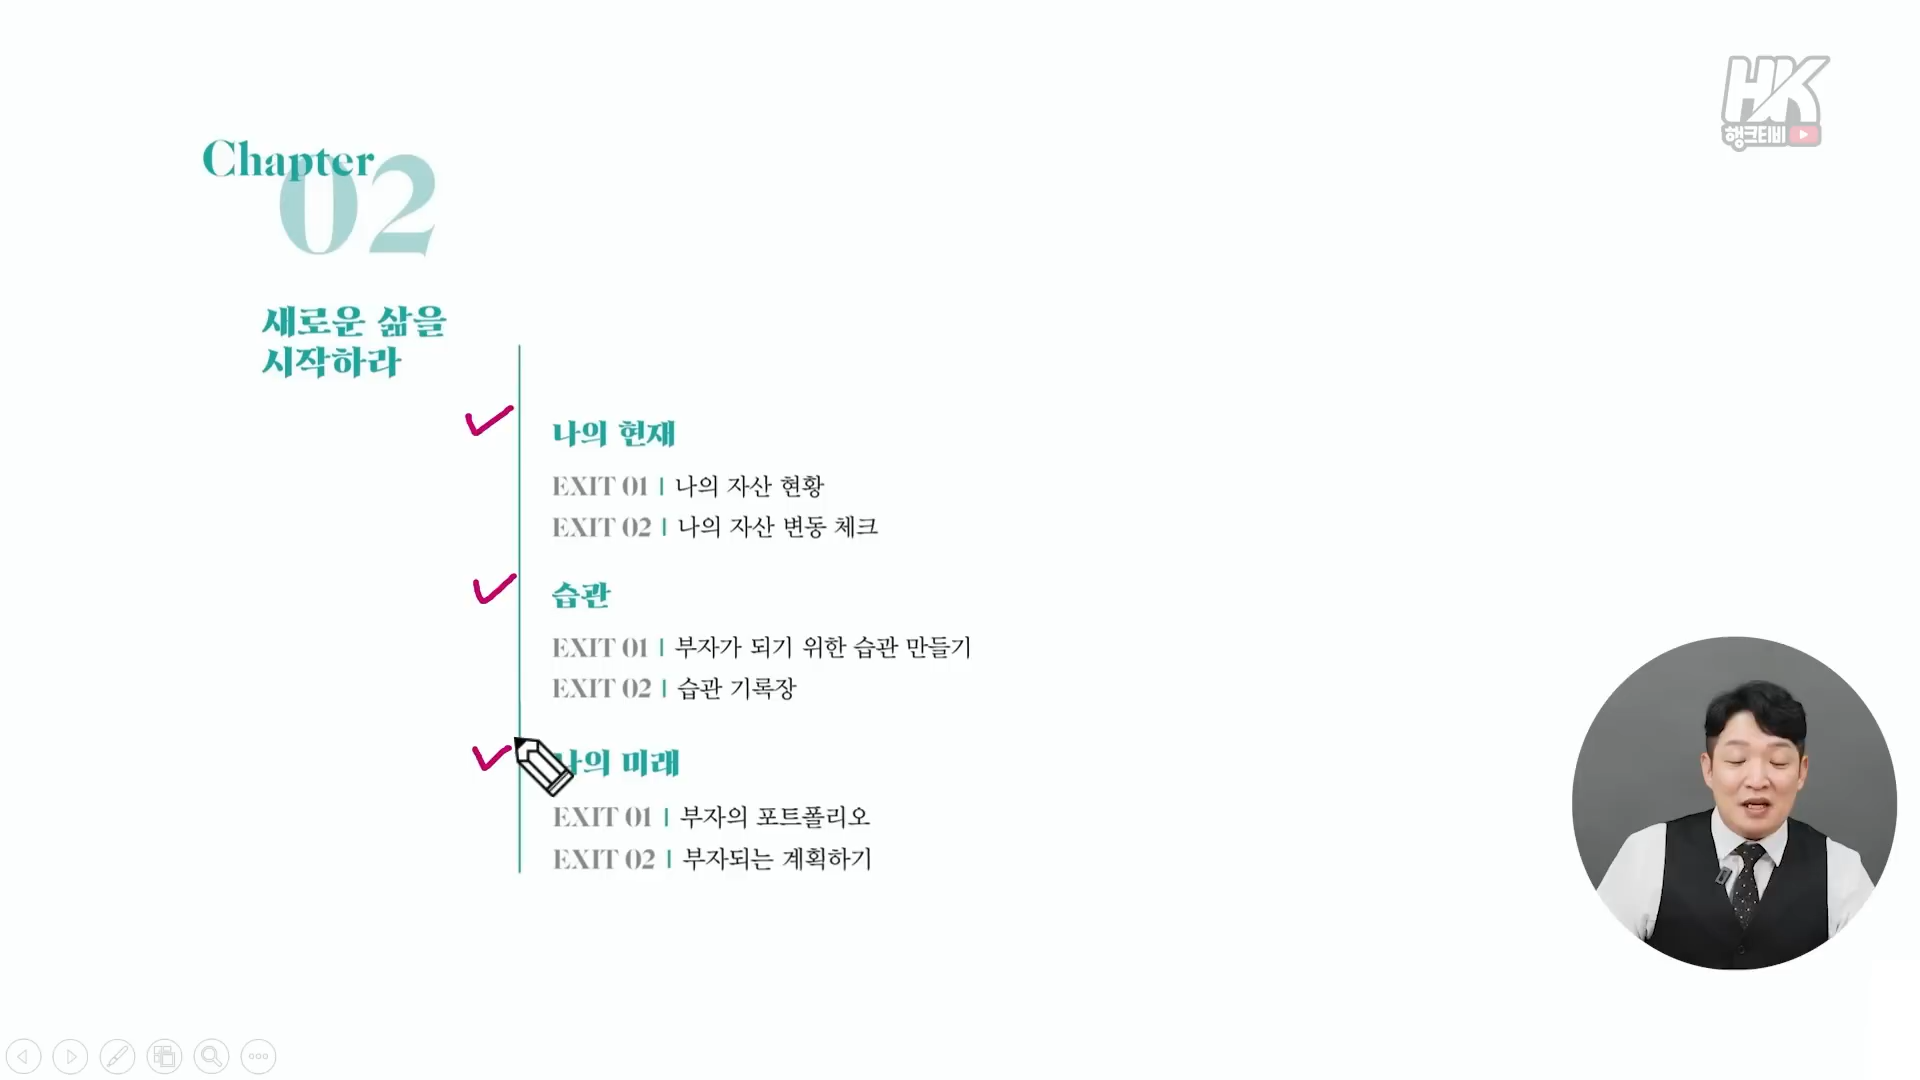 HK
행크티비
Chapter
02
새로운 삶을
시작하라
나의 현재
EXIT 01 | 나의 자산 현황
EXIT 02 | 나의 자산 변동 체크
습관
EXIT 01 | 부자가 되기 위한 습관 만들기
EXIT 02 | 습관 기록장
나의 미래
EXIT 01 | 부자의 포트폴리오
EXIT 02 | 부자되는 계획하기